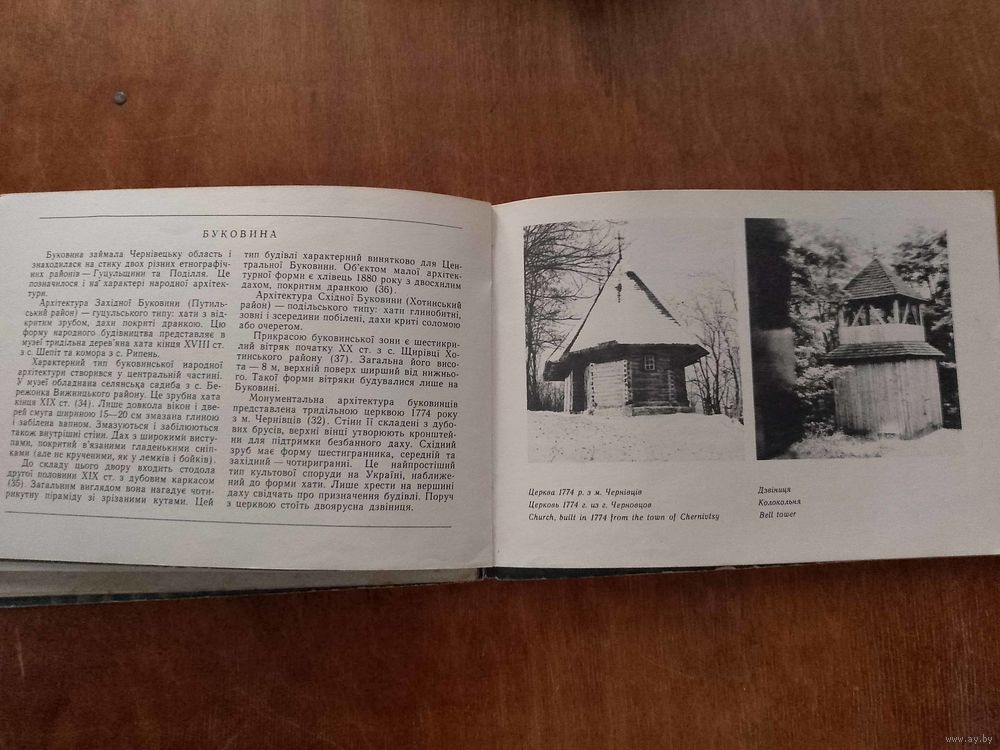 БУКОВИНА
Буковина займала Чернівецьку область і
знаходилася на стику двох різних етнографіч-
них районів — Гуцульщини та Поділля. Це
позначилося і на характері народної архітек-
тури.
Архітектура Західної Буковини (Путиль-
ський район) — гуцульського типу: хати з від-
критим зрубом, дахи покриті дранкою. Цю
форму народного будівництва представляє в
музеї тридільна дерев'яна хата кінця XVIII ст.
з с. Шепіт та комора з с. Рипень.
Характерний тип буковинської народної
архітектури створився у центральній частині.
У музеї обладнана селянська садиба з с. Бе-
режонка Вижницького району. Це зрубна хата
кінця XIX ст. (34). Лише довкола вікон і две-
рей смуга шириною 15—20 см змазана глиною
і забілена вапном. Змазуються і забілюються
також внутрішні стіни. Дах з широкими висту-
пами, покритий в'язаними гладенькими сніп-
ками (але не крученими, як у лемків і бойків).
До складу цього двору входить стодола
другої половини XIX ст. з дубовим каркасом
(35). Загальним виглядом вона нагадує чоти-
рикутну піраміду зі зрізаними кутами. Цей
тип будівлі характерний винятково для Цен-
тральної Буковини. Об'єктом малої архітек-
турної форми є хлівець 1880 року з двосхилим
дахом, покритим дранкою (36).
Архітектура Східної Буковини (Хотинський
район) — подільського типу: хати глинобитні,
зовні і зсередини побілені, дахи криті соломою
або очеретом.
Прикрасою буковинської зони є шестикри-
лий вітряк початку XX ст. з с. Щирівці Хо-
тинського району (37). Загальна його висо-
та — 8 м, верхній поверх ширший від нижньо-
го. Такої форми вітряки будувалися лише на
Буковині.
Монументальна архітектура буковинців
представлена тридільною церквою 1774 року
з м. Чернівців (32). Стіни її складені з дубо-
вих брусів, верхні вінці утворюють кронштей-
ни для підтримки безбанного даху. Східний
зруб має форму шестигранника, середній та
західний — чотиригранні. Це найпростіший
тип культової споруди на Україні, наближений
до форми хати. Лише хрести на вершині
даху свідчать про призначення будівлі. Поруч
з церквою стоїть двоярусна дзвіниця.
Церква 1774 р. з м. Чернівців
Церковь 1774 г. из г. Черновцов
Church, built in 1774 from the town of Chernivtsy
Дзвіниця
Колокольня
Bell tower
www.ay.by